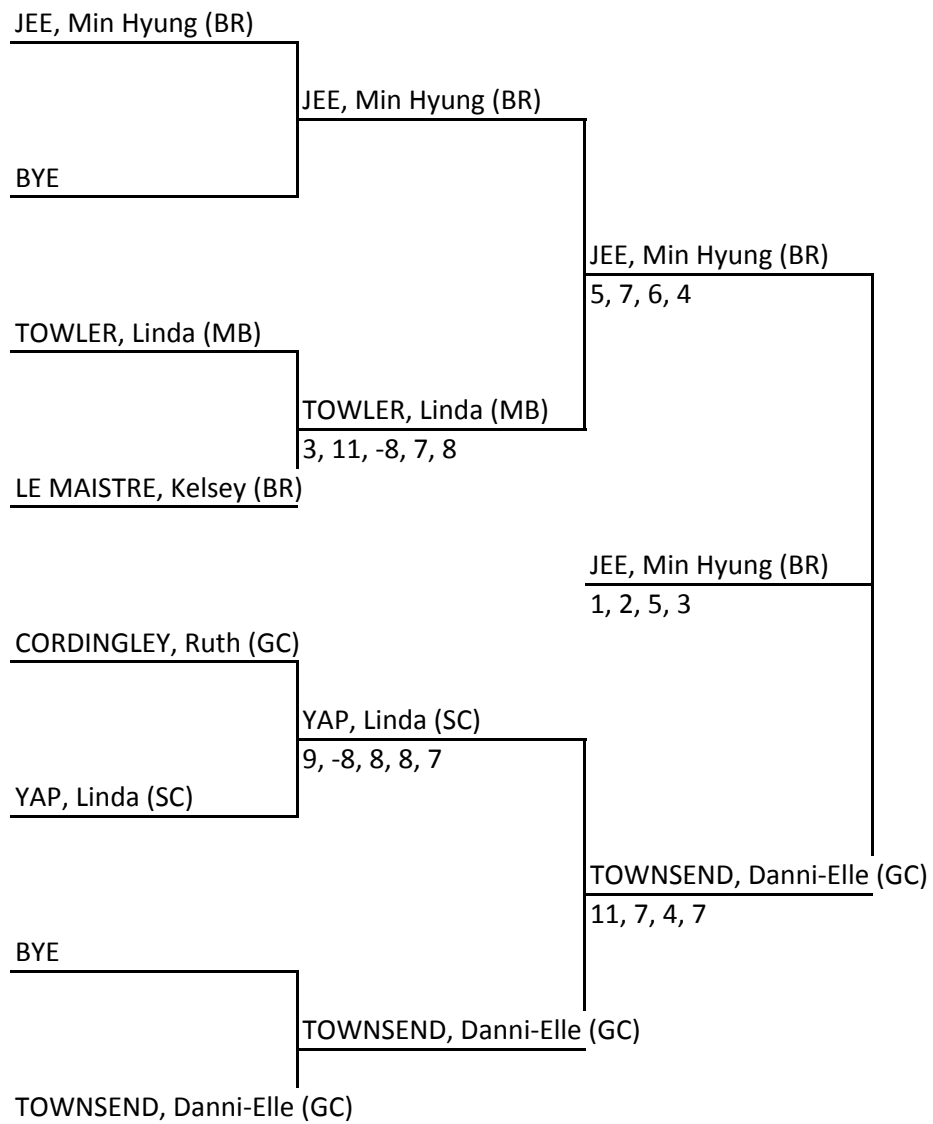 JEE, Min Hyung (BR)
JEE, Min Hyung (BR)
BYE
JEE, Min Hyung (BR)
5, 7, 6, 4
TOWLER, Linda (MB)
TOWLER, Linda (MB)
3, 11, -8, 7, 8
LE MAISTRE, Kelsey (BR)
JEE, Min Hyung (BR)
1, 2, 5, 3
CORDINGLEY, Ruth (GC)
YAP, Linda (SC)
9, -8, 8, 8, 7
YAP, Linda (SC)
TOWNSEND, Danni-Elle (GC)
11, 7, 4, 7
BYE
TOWNSEND, Danni-Elle (GC)
TOWNSEND, Danni-Elle (GC)